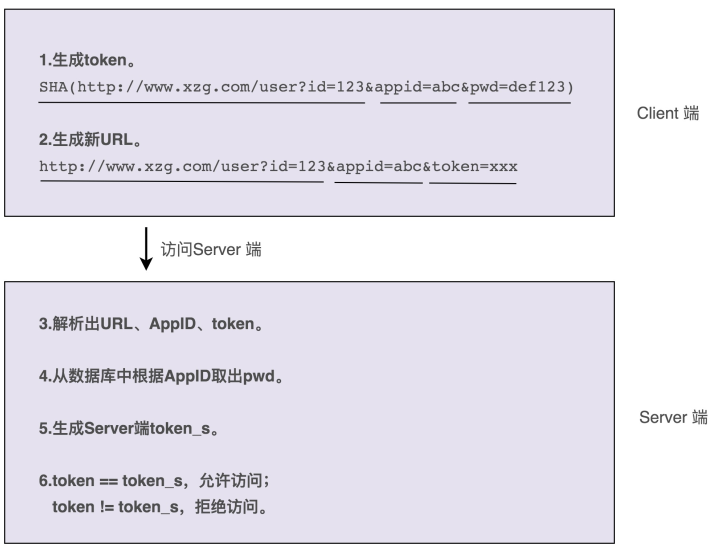 1.生成token。
SHA(http://www.xzg.com/user?id=123&appid=abc&pwd=def123)
2.生成新URL。
http://www.xzg.com/user?id=123&appid=abc&token=xxx
Client 端
访问Server 端
3.解析出URL、AppID、token。
4.从数据库中根据AppID取出pwd。
5.生成Server端token_s。
6.token == token_s，允许访问；
token != token_s，拒绝访问。
Server 端